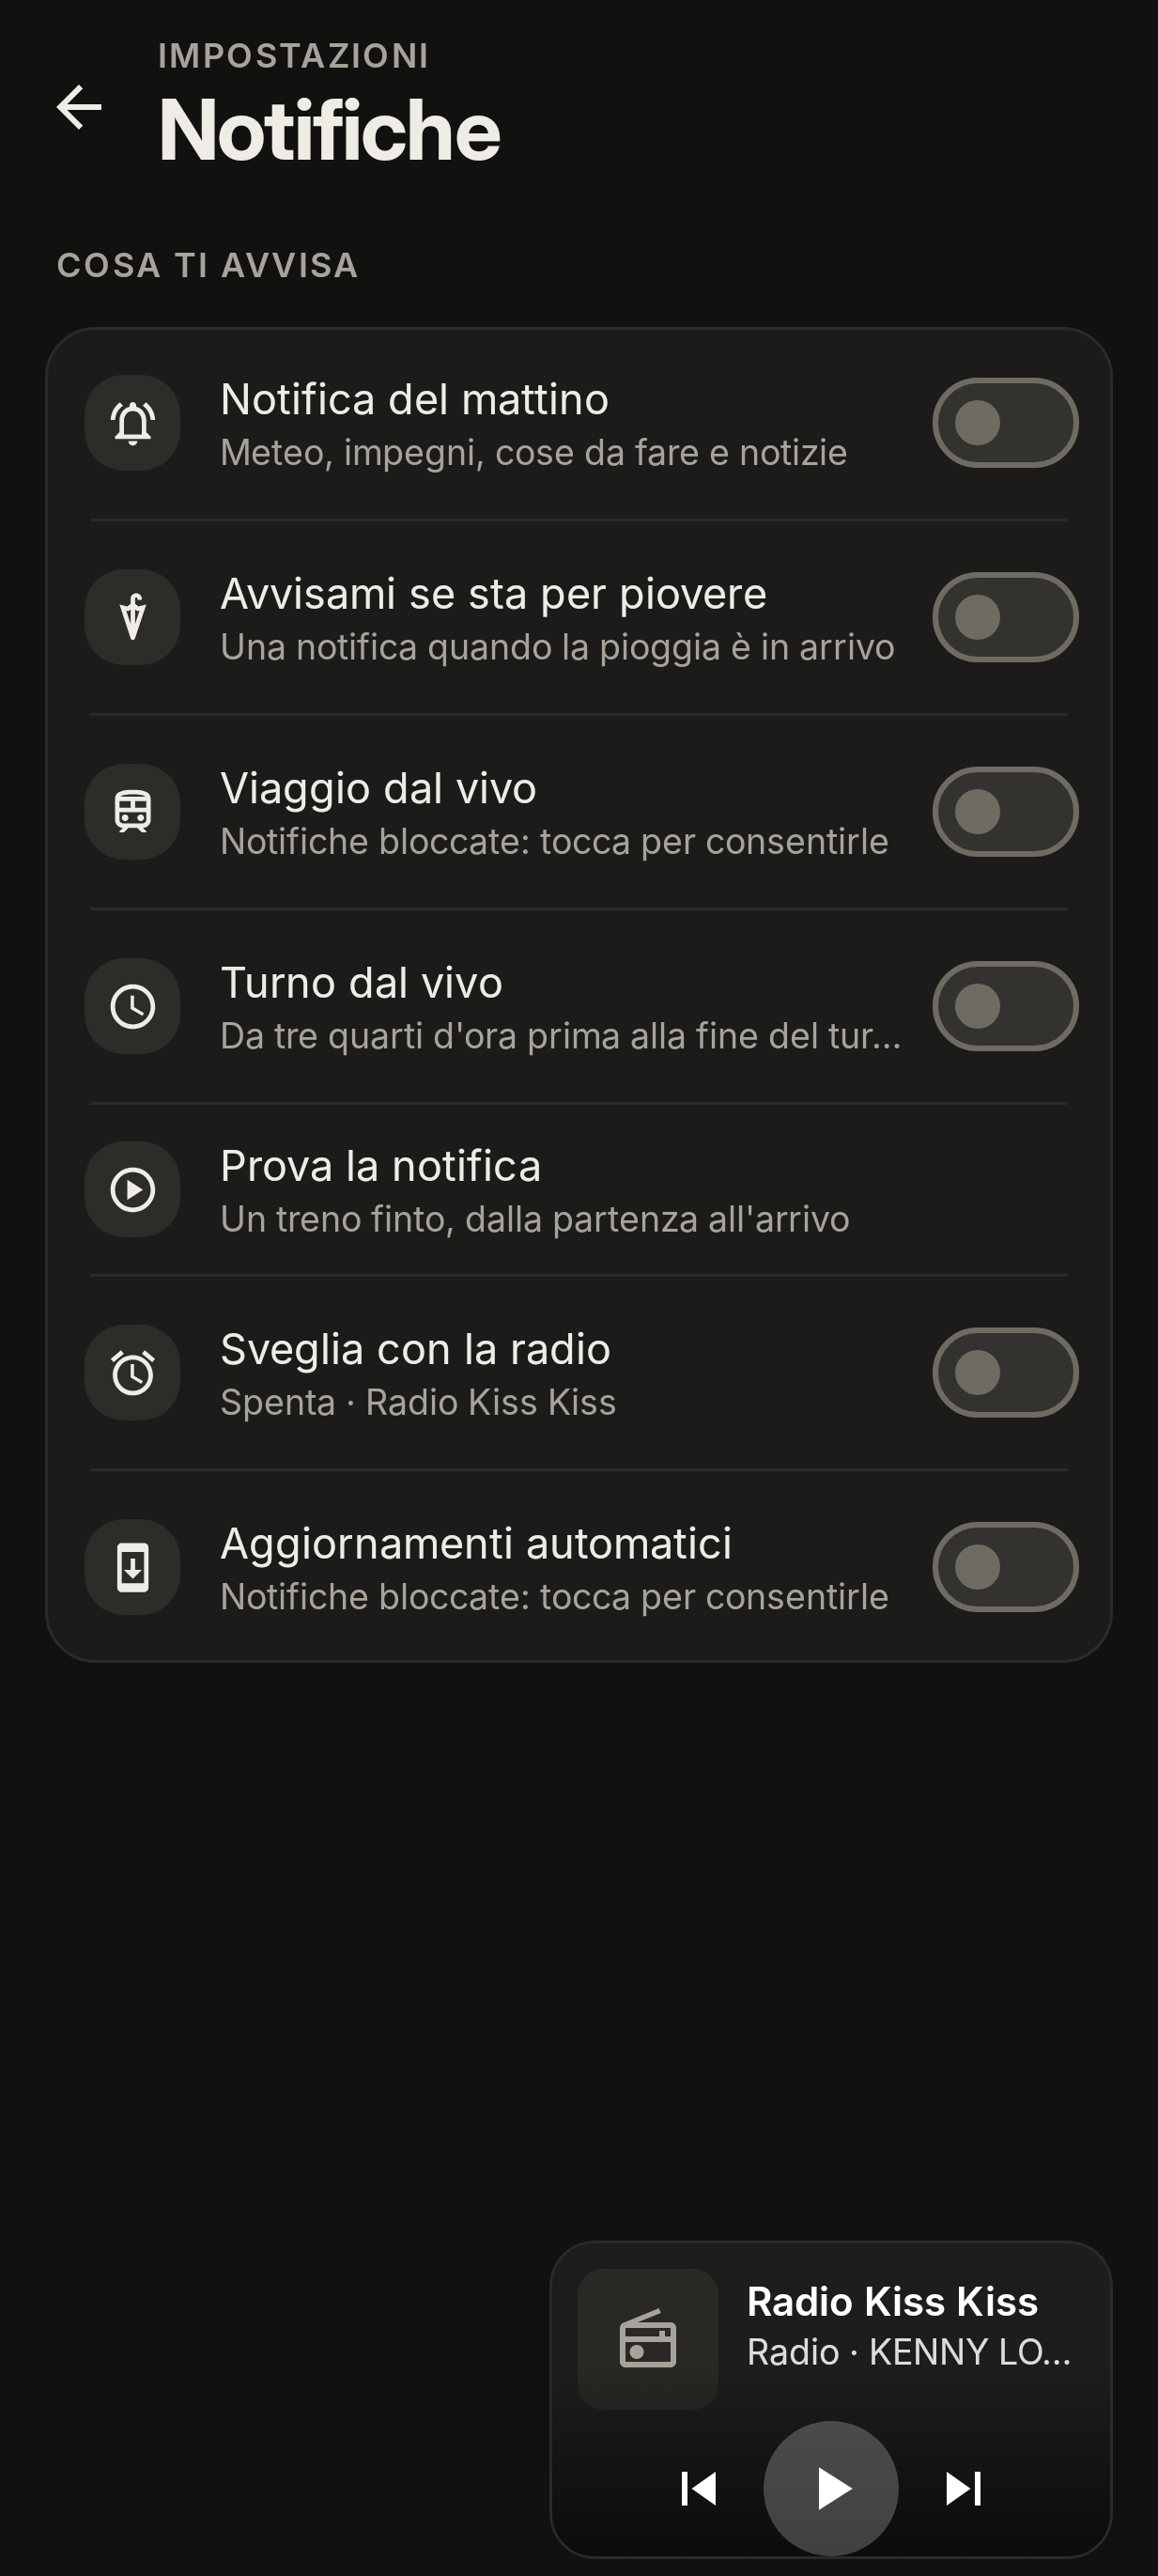 IMPOSTAZIONI
Notifiche
COSA TI AVVISA
Notifica del mattino
Meteo, impegni, cose da fare e notizie
Avvisami se sta per piovere
Una notifica quando la pioggia è in arrivo
Viaggio dal vivo
Notifiche bloccate: tocca per consentirle
Turno dal vivo
Da tre quarti d'ora prima alla fine del tur...
Prova la notifica
Un treno finto, dalla partenza all'arrivo
Sveglia con la radio
Spenta · Radio Kiss Kiss
Aggiornamenti automatici
Notifiche bloccate: tocca per consentirle
Radio Kiss Kiss
Radio · KENNY LO...